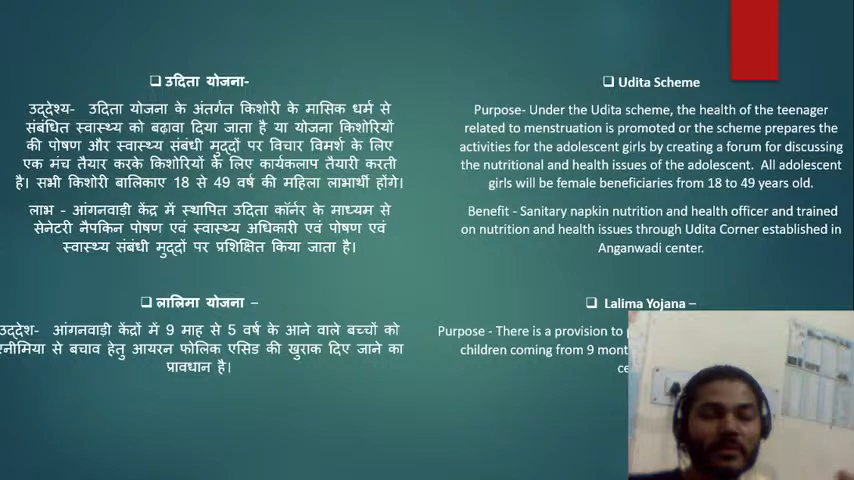 ❑ उदिता योजना-
उद्देश्य- उदिता योजना के अंतर्गत किशोरी के मासिक धर्म से
संबंधित स्वास्थ्य को बढ़ावा दिया जाता है या योजना किशोरियों
की पोषण और स्वास्थ्य संबंधी मुद्दों पर विचार विमर्श के लिए
एक मंच तैयार करके किशोरियों के लिए कार्यकलाप तैयारी करती
है। सभी किशोरी बालिकाए 18 से 49 वर्ष की महिला लाभार्थी होंगे।
लाभ - आंगनवाड़ी केंद्र में स्थापित उदिता कॉर्नर के माध्यम से
सेनेटरी नैपकिन पोषण एवं स्वास्थ्य अधिकारी एवं पोषण एवं
स्वास्थ्य संबंधी मुद्दों पर प्रशिक्षित किया जाता है।
❑ लालिमा योजना –
उद्देश- आंगनवाड़ी केंद्रों में 9 माह से 5 वर्ष के आने वाले बच्चों को
एनीमिया से बचाव हेतु आयरन फोलिक एसिड की खुराक दिए जाने का
प्रावधान है।
❑ Udita Scheme
Purpose- Under the Udita scheme, the health of the teenager
related to menstruation is promoted or the scheme prepares the
activities for the adolescent girls by creating a forum for discussing
the nutritional and health issues of the adolescent. All adolescent
girls will be female beneficiaries from 18 to 49 years old.
Benefit - Sanitary napkin nutrition and health officer and trained
on nutrition and health issues through Udita Corner established in
Anganwadi center.
❑ Lalima Yojana –
Purpose - There is a provision to
children coming from 9